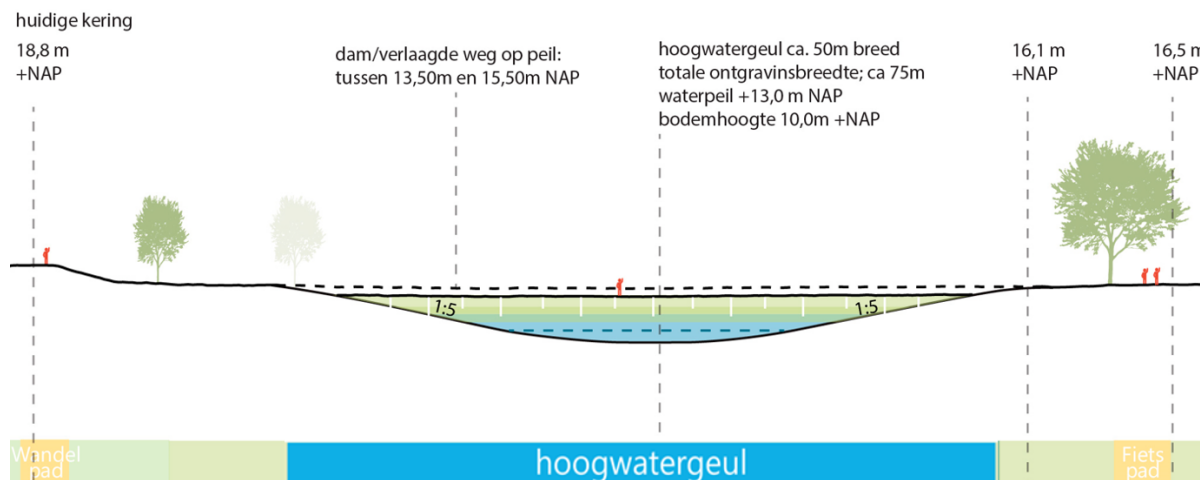 huidige kering
18,8 m
+NAP
dam/verlaagde weg op peil:
tussen 13,50m en 15,50m NAP
hoogwatergeul ca. 50m breed
totale ontgravinsbreedte; ca 75m
waterpeil +13,0 m NAP
bodemhoogte 10,0m +NAP
16,1 m
+NAP
16,5 m
+NAP
1:5
1:5
Wandel
pad
hoogwatergeul
Fiets
pad